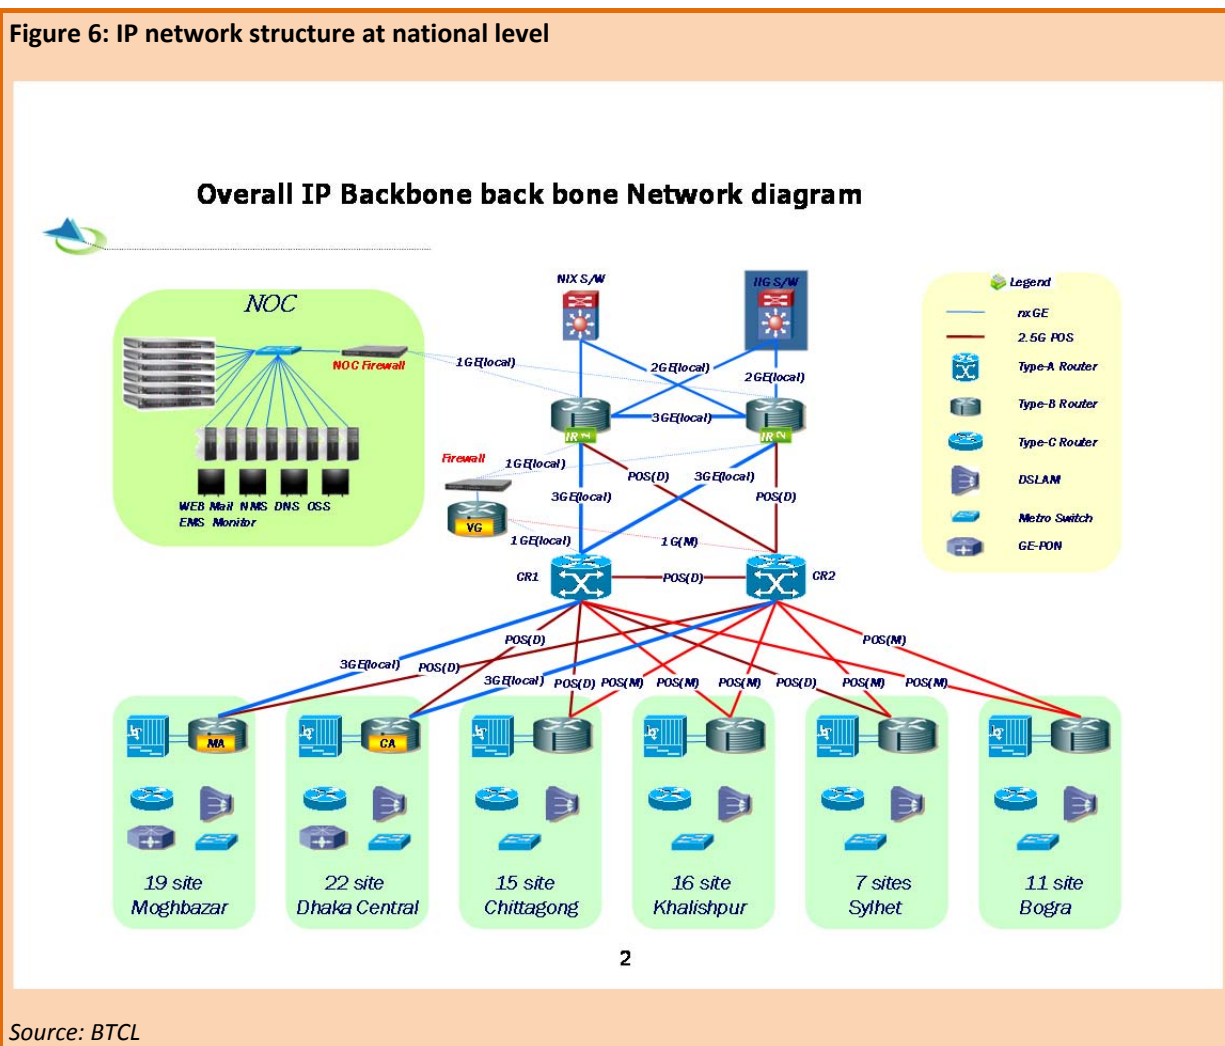 Figure 6: IP network structure at national level
Overall IP Backbone back bone Network diagram
NOC
NOC Firewall
WEB Mail NMS DNS OSS
EMS Monitor
NIX S/W
IIG S/W
1GE(local)
2GE(local)
2GE(local)
3GE(local)
IR 1
IR 2
Firewall
1GE(local)
VG
1GE(local)
3GE(local)
POS(D)
3GE(local)
POS(D)
1G(M)
CR1
POS(D)
CR2
Legend
nxGE
2.5G POS
Type-A Router
Type-B Router
Type-C Router
DSLAM
Metro Switch
GE-PON
3GE(local)
POS(D)
POS(D)
3GE(local)
POS(D)
POS(M)
POS(M)
POS(M)
POS(D)
POS(M)
POS(M)
POS(M)
MA
19 site
Moghbazar
CA
22 site
Dhaka Central
15 site
Chittagong
16 site
Khalishpur
7 sites
Sylhet
11 site
Bogra
2
Source: BTCL